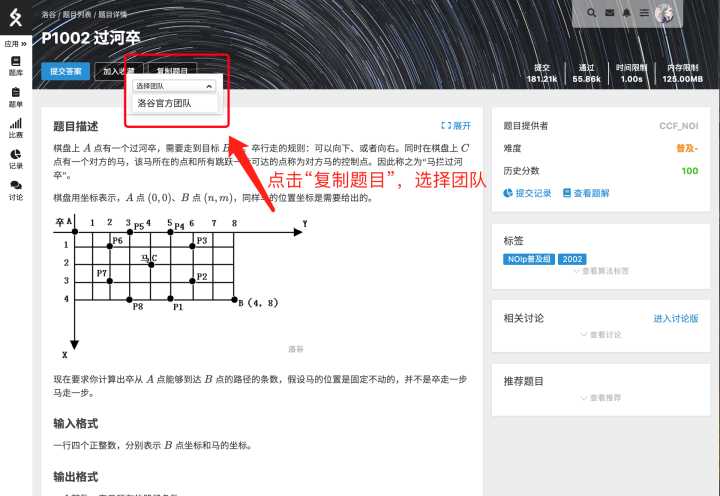 洛谷 / 题目列表 / 题目详情
P1002 过河卒
应用 »
题库
题单
比赛
记录
讨论
提交答案
加入收藏
复制题目
选择团队
洛谷官方团队
提交
181.21k
通过
55.86k
时间限制
1.00s
内存限制
125.00MB
题目描述
展开
棋盘上 A 点有一个过河卒，需要走到目标 B 卒行走的规则：可以向下、或者向右。同时在棋盘上 C
点有一个对方的马，该马所在的点和所有跳跃一 可达的点称为对方马的控制点。因此称之为“马拦过河
卒”。
点击“复制题目”，选择团队
棋盘用坐标表示，A 点 (0, 0)、B 点 (n, m)，同样 的位置坐标是需要给出的。
卒 A 1 2 3 4 5 6 7 8 Y
P5 P4
1 P6 P3
2 马C
3 P7 P2
4 P8 P1 B (4, 8)
X
洛谷
现在要求你计算出卒从 A 点能够到达 B 点的路径的条数，假设马的位置是固定不动的，并不是卒走一步
马走一步。
输入格式
一行四个正整数，分别表示 B 点坐标和马的坐标。
输出格式
题目提供者
CCF_NOI
难度
普及-
历史分数
100
提交记录
查看题解
标签
NOIp普及组
2002
查看算法标签
相关讨论
进入讨论版
查看讨论
推荐题目
查看推荐